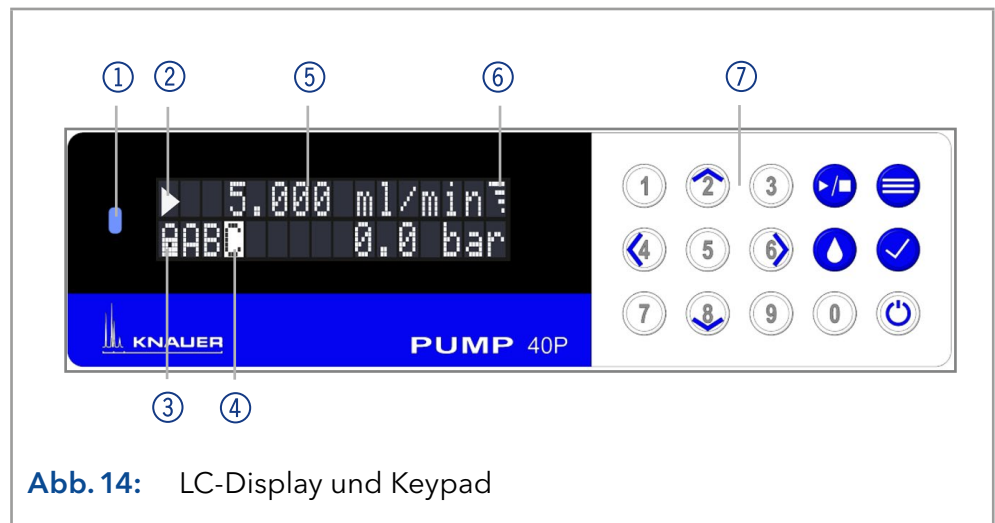 ① ② ⑤ ⑥ ⑦
5.000 ml/min
ABC 0.0 bar
1 2 3
4 5 6
7 8 9 0
KNAUER PUMP 40P
③ ④
Abb. 14: LC-Display und Keypad